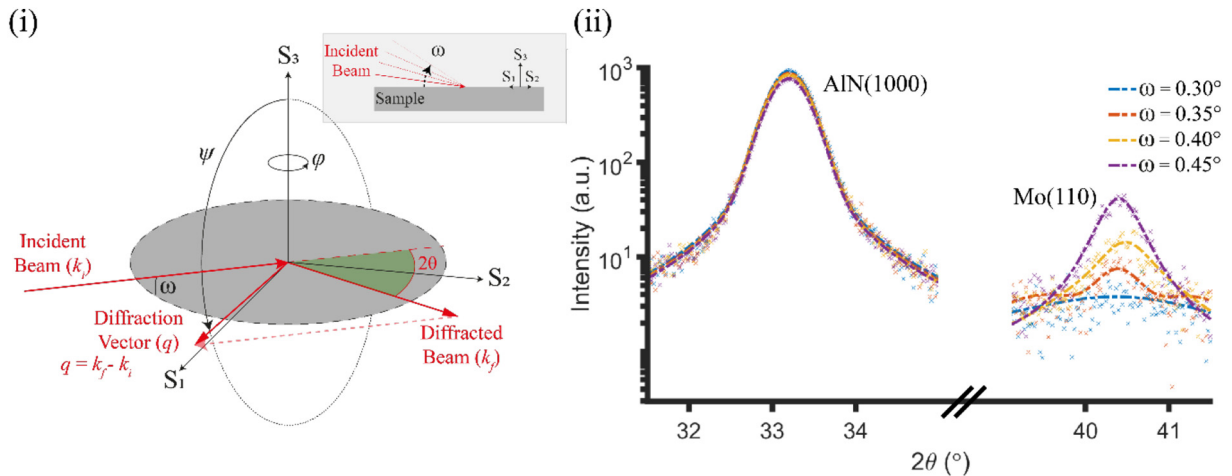 (i)
S₃
Incident
Beam
ω
S₃
S₁
S₂
Sample
ψ
φ
Incident
Beam (kᵢ)
2θ
ω
S₂
Diffraction
Vector (q)
q = k_f - kᵢ
Diffracted
Beam (k_f)
S₁
(ii)
10³
10²
10¹
Intensity (a.u.)
AlN(1000)
Mo(110)
ω = 0.30°
ω = 0.35°
ω = 0.40°
ω = 0.45°
32
33
34
40
41
2θ (°)